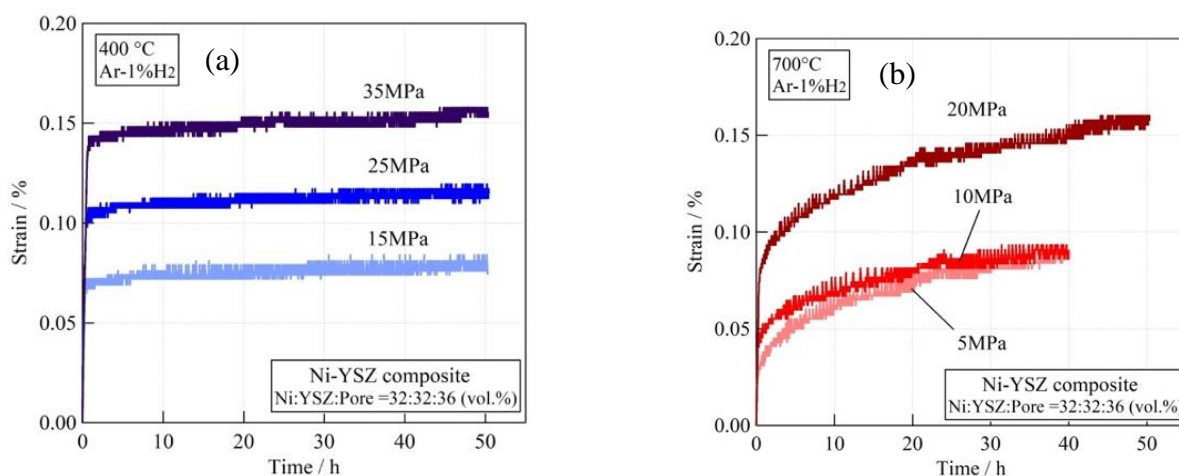 0.20
0.15
0.10
0.05
0.00
Strain / %
400 °C
Ar-1%H2
(a)
35MPa
25MPa
15MPa
Ni-YSZ composite
Ni:YSZ:Pore =32:32:36 (vol.%)
0
10
20
30
40
50
Time / h
0.20
0.15
0.10
0.05
0.00
Strain / %
700°C
Ar-1%H2
(b)
20MPa
10MPa
5MPa
Ni-YSZ composite
Ni:YSZ:Pore =32:32:36 (vol.%)
0
10
20
30
40
50
Time / h